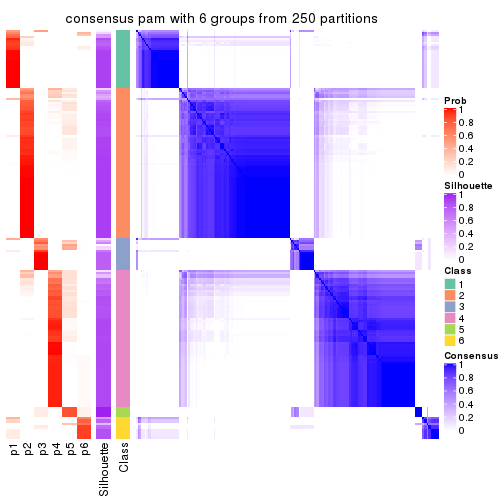 consensus pam with 6 groups from 250 partitions
Prob
1
0.8
0.6
0.4
0.2
0
Silhouette
1
0.8
0.6
0.4
0.2
0
Class
1
2
3
4
5
6
Consensus
1
0.8
0.6
0.4
0.2
0
p1
p2
p3
p4
p5
p6
Silhouette
Class